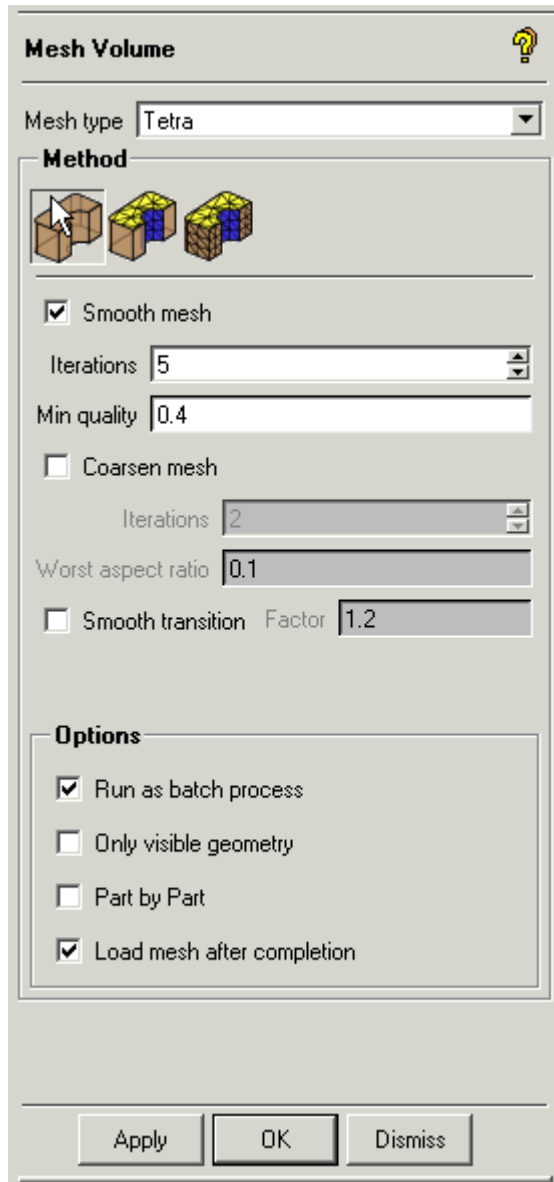 Mesh Volume
Mesh type Tetra
Method
Smooth mesh
Iterations 5
Min quality 0.4
Coarsen mesh
Iterations 2
Worst aspect ratio 0.1
Smooth transition Factor 1.2
Options
Run as batch process
Only visible geometry
Part by Part
Load mesh after completion
Apply OK Dismiss